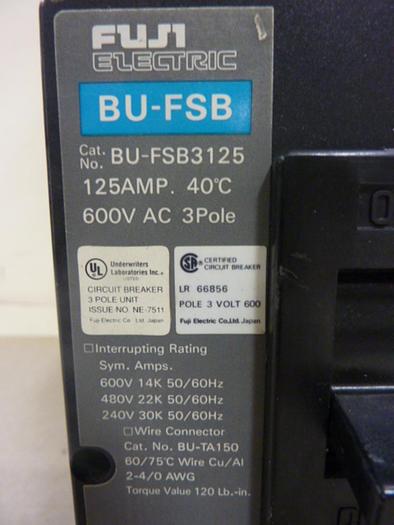 FUJI
ELECTRIC
BU-FSB
Cat. No. BU-FSB3125
125AMP. 40℃
600V AC 3Pole
UL
Underwriters
Laboratories Inc.®
LISTED
CIRCUIT BREAKER
3 POLE UNIT
ISSUE NO. NE-7511
Fuji Electric Co. Ltd. Japan
SA
CERTIFIED
CIRCUIT BREAKER
LR 66856
POLE 3 VOLT 600
Fuji Electric Co.,Ltd. Japan
□Interrupting Rating
Sym. Amps.
600V 14K 50/60Hz
480V 22K 50/60Hz
240V 30K 50/60Hz
□Wire Connector
Cat. No. BU-TA150
60/75℃ Wire Cu/Al
2-4/0 AWG
Torque Value 120 Lb.-in.